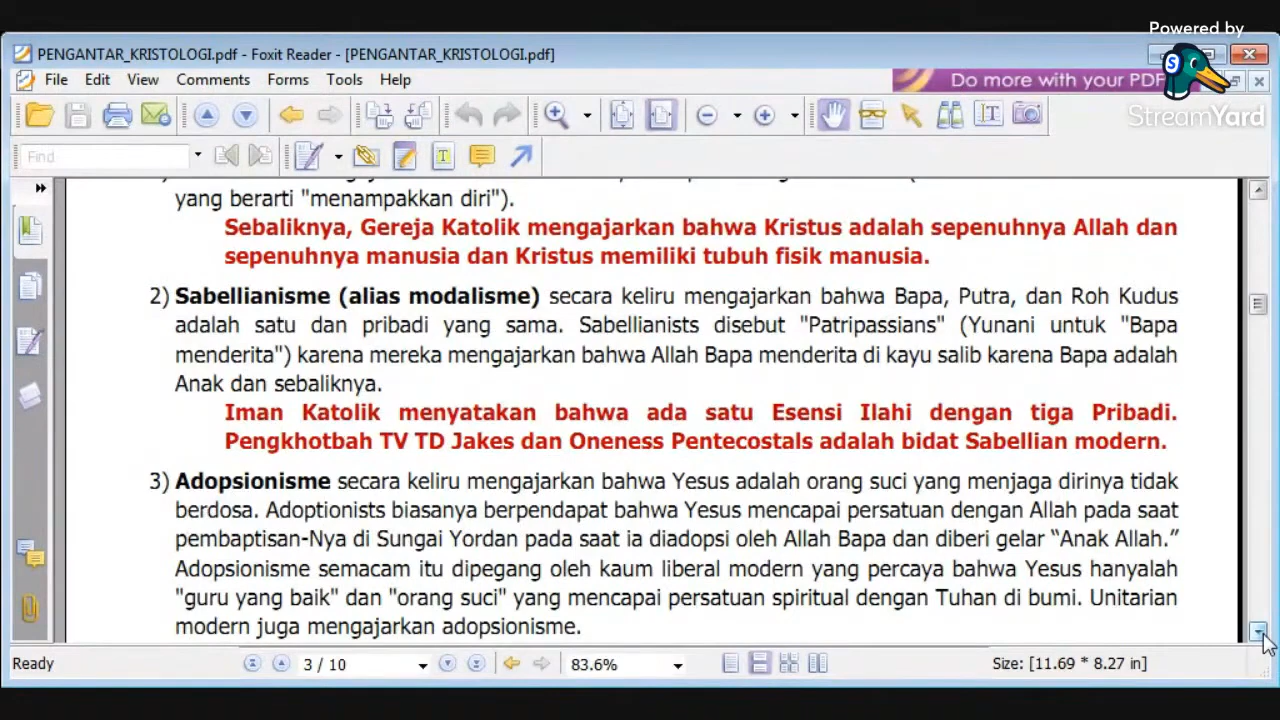 Powered by
PENGANTAR_KRISTOLOGI.pdf - Foxit Reader - [PENGANTAR_KRISTOLOGI.pdf]
File Edit View Comments Forms Tools Help
Do more with your PDF
StreamYard
Find
yang berarti "menampakkan diri").
Sebaliknya, Gereja Katolik mengajarkan bahwa Kristus adalah sepenuhnya Allah dan
sepenuhnya manusia dan Kristus memiliki tubuh fisik manusia.
2) Sabellianisme (alias modalisme) secara keliru mengajarkan bahwa Bapa, Putra, dan Roh Kudus
adalah satu dan pribadi yang sama. Sabellianists disebut "Patripassians" (Yunani untuk "Bapa
menderita") karena mereka mengajarkan bahwa Allah Bapa menderita di kayu salib karena Bapa adalah
Anak dan sebaliknya.
Iman Katolik menyatakan bahwa ada satu Esensi Ilahi dengan tiga Pribadi.
Pengkhotbah TV TD Jakes dan Oneness Pentecostals adalah bidat Sabellian modern.
3) Adopsionisme secara keliru mengajarkan bahwa Yesus adalah orang suci yang menjaga dirinya tidak
berdosa. Adoptionists biasanya berpendapat bahwa Yesus mencapai persatuan dengan Allah pada saat
pembaptisan-Nya di Sungai Yordan pada saat ia diadopsi oleh Allah Bapa dan diberi gelar “Anak Allah.”
Adopsionisme semacam itu dipegang oleh kaum liberal modern yang percaya bahwa Yesus hanyalah
"guru yang baik" dan "orang suci" yang mencapai persatuan spiritual dengan Tuhan di bumi. Unitarian
modern juga mengajarkan adopsionisme.
Ready 3 / 10 83.6% Size: [11.69 * 8.27 in]